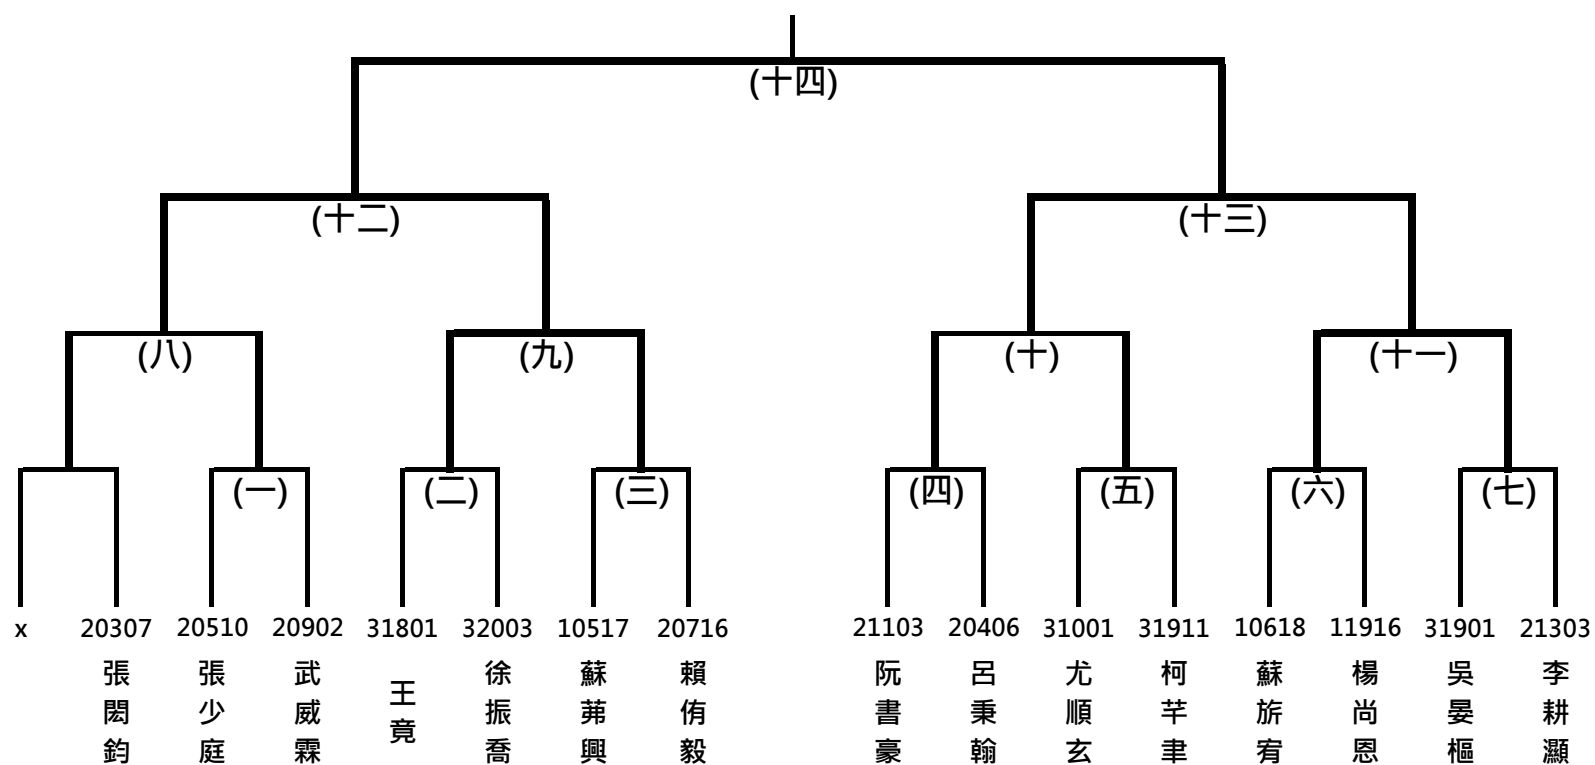 (十四)
(十二) (十三)
(八) (九) (十) (十一)
(一) (二) (三) (四) (五) (六) (七)
x 20307 20510 20902 31801 32003 10517 20716 21103 20406 31001 31911 10618 11916 31901 21303
張閎鈞
張少庭
武威霖
王竟
徐振喬
蘇茀興
賴侑毅
阮書豪
呂秉翰
尤順玄
柯芊聿
蘇旂宥
楊尚恩
吳晏樞
李耕灝